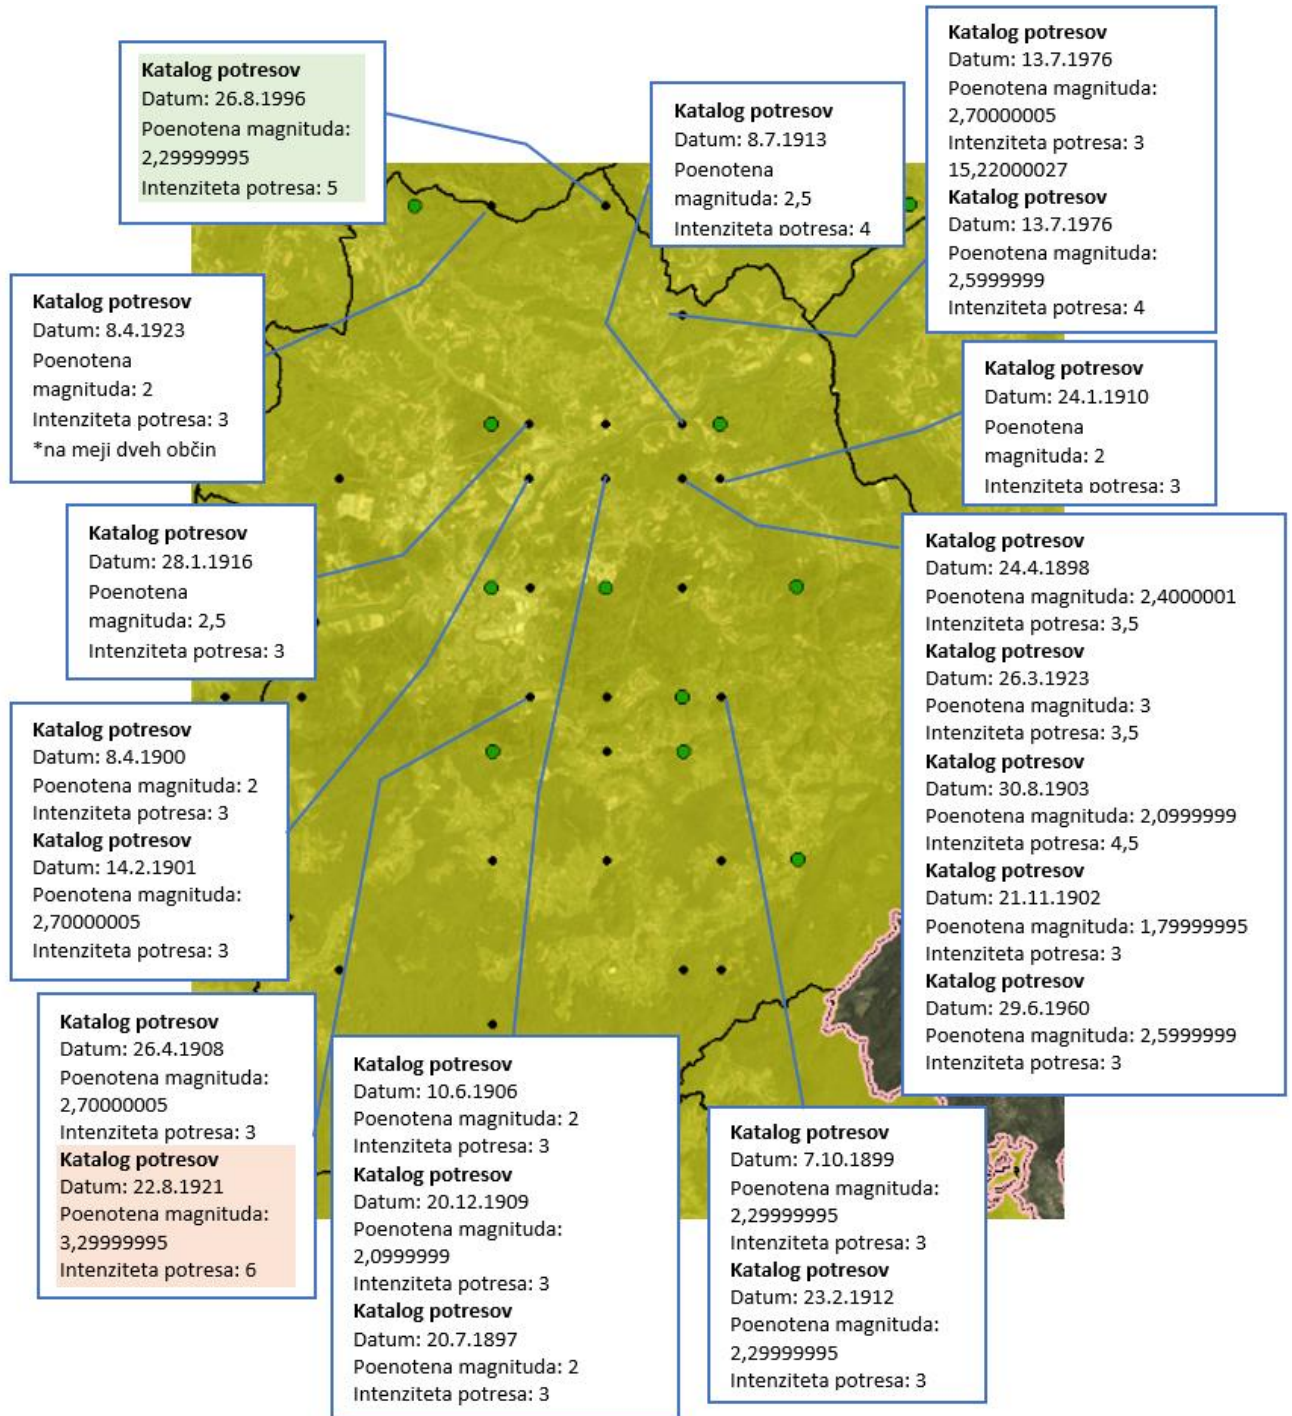 Katalog potresov
Datum: 26.8.1996
Poenotena magnituda:
2,29999995
Intenziteta potresa: 5
Katalog potresov
Datum: 8.7.1913
Poenotena
magnituda: 2,5
Intenziteta potresa: 4
Katalog potresov
Datum: 13.7.1976
Poenotena magnituda:
2,70000005
Intenziteta potresa: 3
15,22000027
Katalog potresov
Datum: 13.7.1976
Poenotena magnituda:
2,5999999
Intenziteta potresa: 4
Katalog potresov
Datum: 8.4.1923
Poenotena
magnituda: 2
Intenziteta potresa: 3
*na meji dveh občin
Katalog potresov
Datum: 24.1.1910
Poenotena
magnituda: 2
Intenziteta potresa: 3
Katalog potresov
Datum: 28.1.1916
Poenotena
magnituda: 2,5
Intenziteta potresa: 3
Katalog potresov
Datum: 24.4.1898
Poenotena magnituda: 2,4000001
Intenziteta potresa: 3,5
Katalog potresov
Datum: 26.3.1923
Poenotena magnituda: 3
Intenziteta potresa: 3,5
Katalog potresov
Datum: 30.8.1903
Poenotena magnituda: 2,0999999
Intenziteta potresa: 4,5
Katalog potresov
Datum: 21.11.1902
Poenotena magnituda: 1,79999995
Intenziteta potresa: 3
Katalog potresov
Datum: 29.6.1960
Poenotena magnituda: 2,5999999
Intenziteta potresa: 3
Katalog potresov
Datum: 8.4.1900
Poenotena magnituda: 2
Intenziteta potresa: 3
Katalog potresov
Datum: 14.2.1901
Poenotena magnituda:
2,70000005
Intenziteta potresa: 3
Katalog potresov
Datum: 26.4.1908
Poenotena magnituda:
2,70000005
Intenziteta potresa: 3
Katalog potresov
Datum: 22.8.1921
Poenotena magnituda:
3,29999995
Intenziteta potresa: 6
Katalog potresov
Datum: 10.6.1906
Poenotena magnituda: 2
Intenziteta potresa: 3
Katalog potresov
Datum: 20.12.1909
Poenotena magnituda:
2,0999999
Intenziteta potresa: 3
Katalog potresov
Datum: 20.7.1897
Poenotena magnituda: 2
Intenziteta potresa: 3
Katalog potresov
Datum: 7.10.1899
Poenotena magnituda:
2,29999995
Intenziteta potresa: 3
Katalog potresov
Datum: 23.2.1912
Poenotena magnituda:
2,29999995
Intenziteta potresa: 3